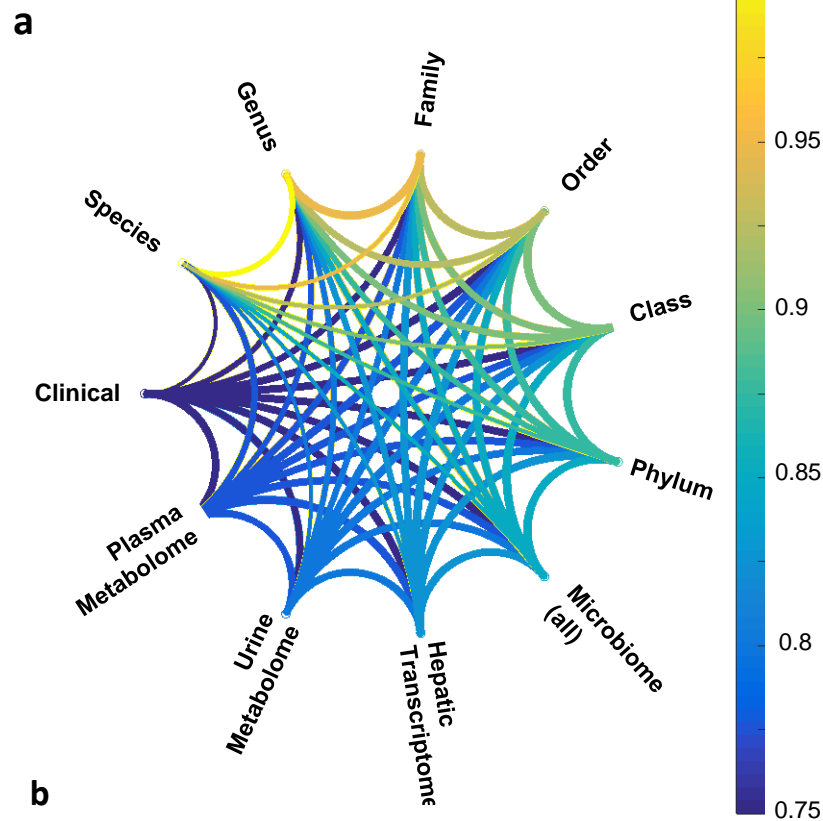 a
Family
Genus
Order
Species
Class
Clinical
Phylum
Plasma
Metabolome
Urine
Metabolome
Hepatic
Transcriptome
Microbiome
(all)
0.95
0.9
0.85
0.8
0.75
b